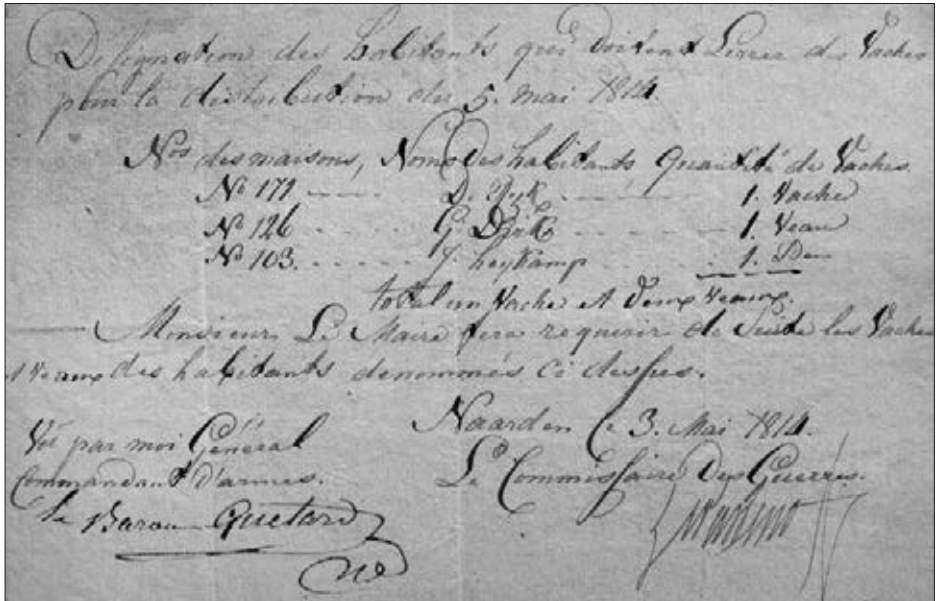 Désignation des habitants qui doivent Livrer des Vaches
pour la distribution du 5. mai 1814.
Nos des maisons, Noms des habitants Quantité de Vaches
No 171 D. 1. Vache
No 126 G. 1. Veau
No 103. J. heykamp 1. Do
total un Vache et deux Veaux.
Monsieur Le Maire fera requerir de Suite les Vaches
et Veaux des habitants denommés Ci dessus.
Naarden le 3. Mai 1814.
Vu par moi Général
Le Commissaire Des Guerres.
Commandant d'armes.
le Baron Quetard